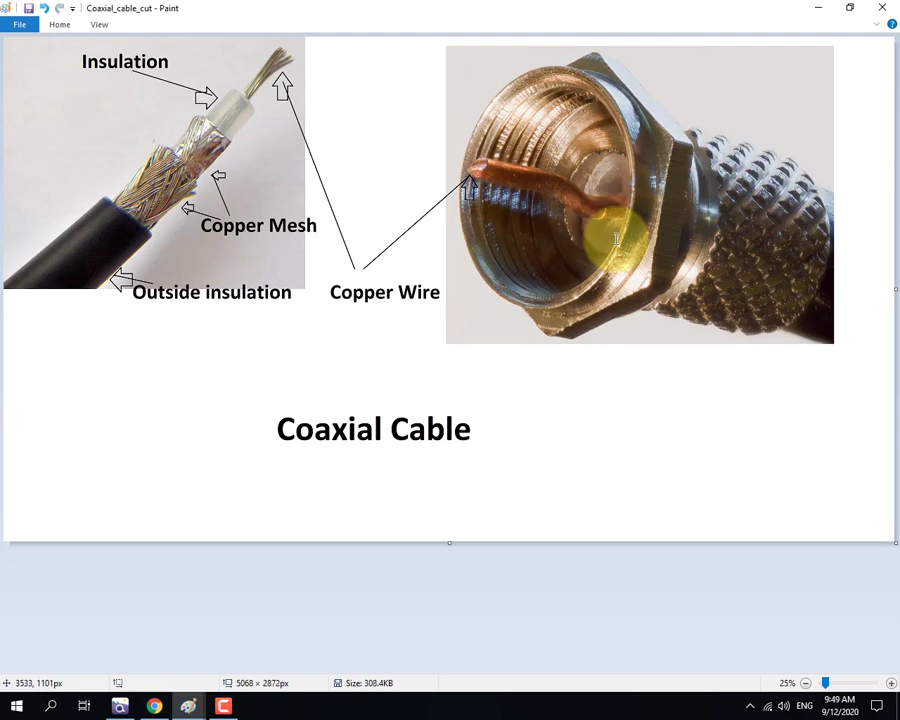 Coaxial_cable_cut - Paint
File Home View
Insulation
Copper Mesh
Outside insulation
Copper Wire
Coaxial Cable
3533, 1101px
5068 × 2872px
Size: 308.4KB
25%
ENG
9:49 AM
9/12/2020